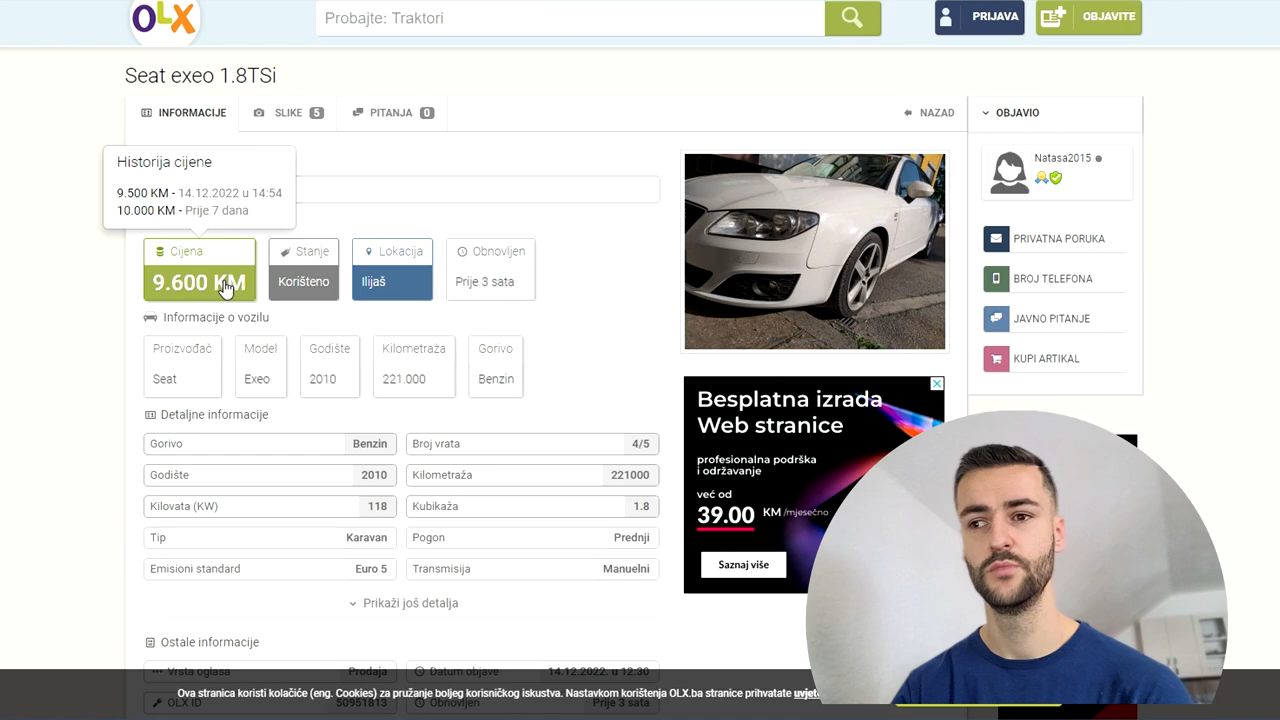 OLX
Probajte: Traktori
PRIJAVA
OBJAVITE
Seat exeo 1.8TSi
INFORMACIJE
SLIKE 5
PITANJA 0
NAZAD
OBJAVIO
Historija cijene
9.500 KM - 14.12.2022 u 14:54
10.000 KM - Prije 7 dana
Natasa2015
Cijena
9.600 KM
Stanje
Korišteno
Lokacija
Ilijaš
Obnovljen
Prije 3 sata
PRIVATNA PORUKA
BROJ TELEFONA
JAVNO PITANJE
KUPI ARTIKAL
Informacije o vozilu
Proizvođač
Seat
Model
Exeo
Godište
2010
Kilometraža
221.000
Gorivo
Benzin
Detaljne informacije
Gorivo Benzin
Broj vrata 4/5
Godište 2010
Kilometraža 221000
Kilovata (KW) 118
Kubikaža 1.8
Tip Karavan
Pogon Prednji
Emisioni standard Euro 5
Transmisija Manuelni
Prikaži još detalja
Besplatna izrada
Web stranice
profesionalna podrška
i održavanje
već od
39.00 KM /mjesečno
Saznaj više
Ostale informacije
Vrsta oglasa Prodaja
Datum objave 14.12.2022. u 12:30
Ova stranica koristi kolačiće (eng. Cookies) za pružanje boljeg korisničkog iskustva. Nastavkom korištenja OLX.ba stranice prihvatate
OLX ID 50951813
Obnovljen Prije 3 sata